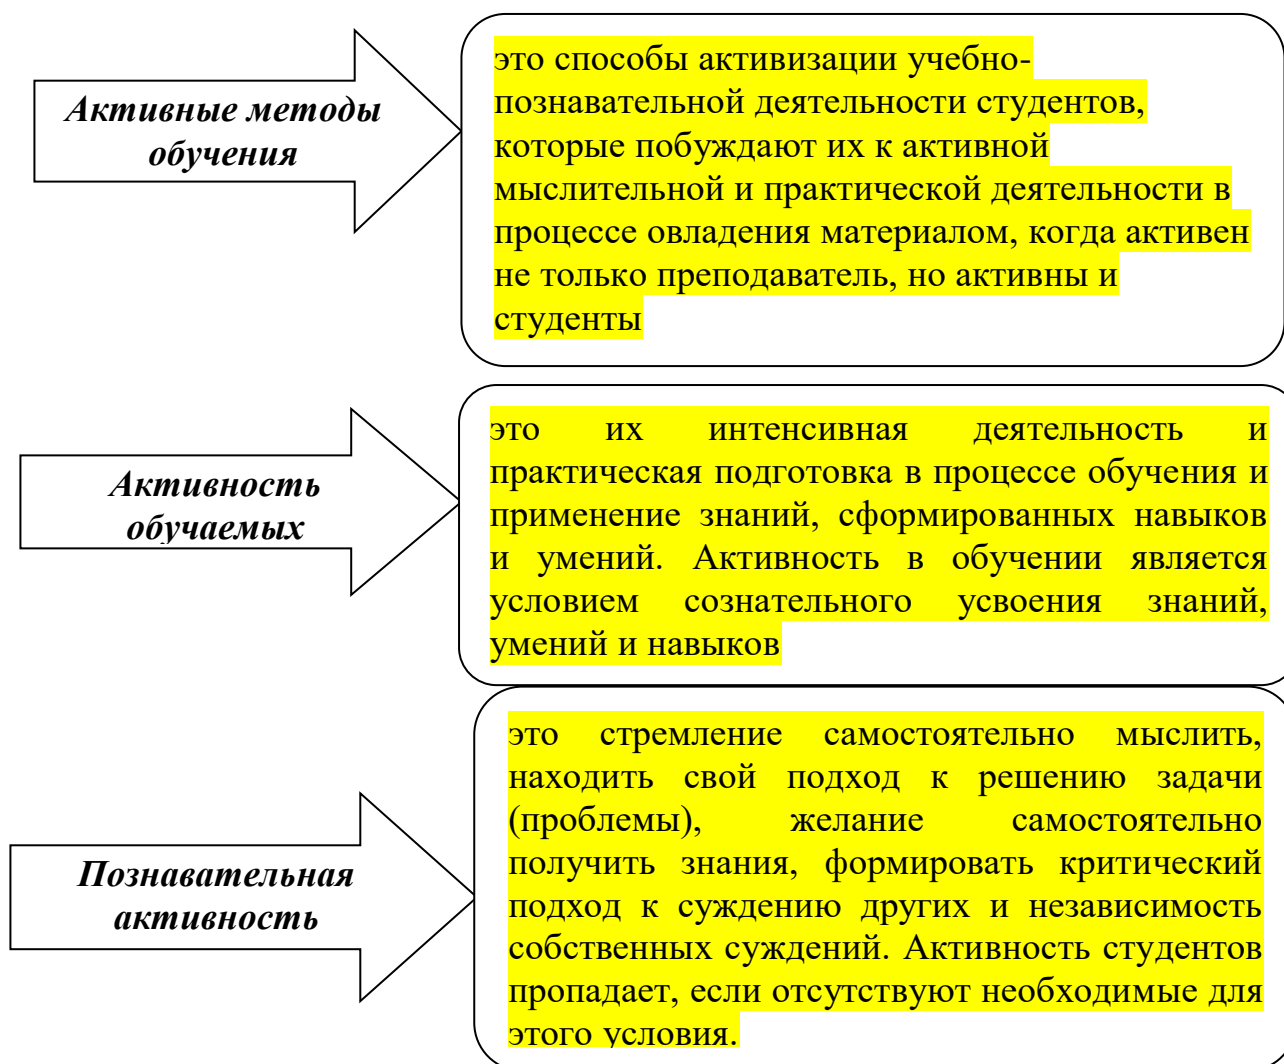 Активные методы
обучения
это способы активизации учебно-
познавательной деятельности студентов,
которые побуждают их к активной
мыслительной и практической деятельности в
процессе овладения материалом, когда активен
не только преподаватель, но активны и
студенты
Активность
обучаемых
это их интенсивная деятельность и
практическая подготовка в процессе обучения и
применение знаний, сформированных навыков
и умений. Активность в обучении является
условием сознательного усвоения знаний,
умений и навыков
Познавательная
активность
это стремление самостоятельно мыслить,
находить свой подход к решению задачи
(проблемы), желание самостоятельно
получить знания, формировать критический
подход к суждению других и независимость
собственных суждений. Активность студентов
пропадает, если отсутствуют необходимые для
этого условия.